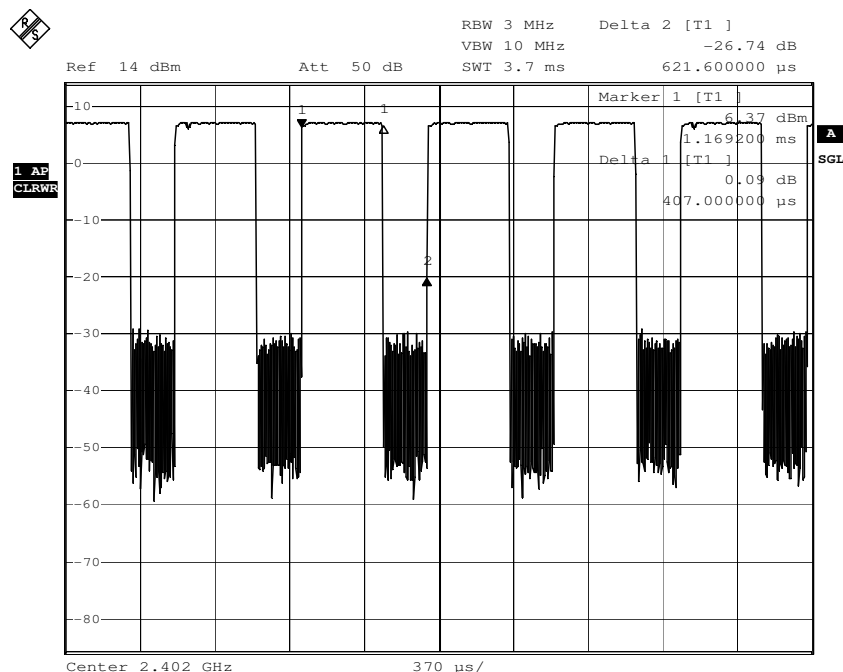 R S
RBW 3 MHz Delta 2 [T1 ]
VBW 10 MHz -26.74 dB
Ref 14 dBm Att 50 dB SWT 3.7 ms 621.600000 µs
Marker 1 [T1 ]
6.37 dBm
1.169200 ms
Delta 1 [T1 ]
0.09 dB
407.000000 µs
A
SGL
1 AP
CLRWR
10
0
-10
-20
-30
-40
-50
-60
-70
-80
1
1
2
Center 2.402 GHz 370 µs/